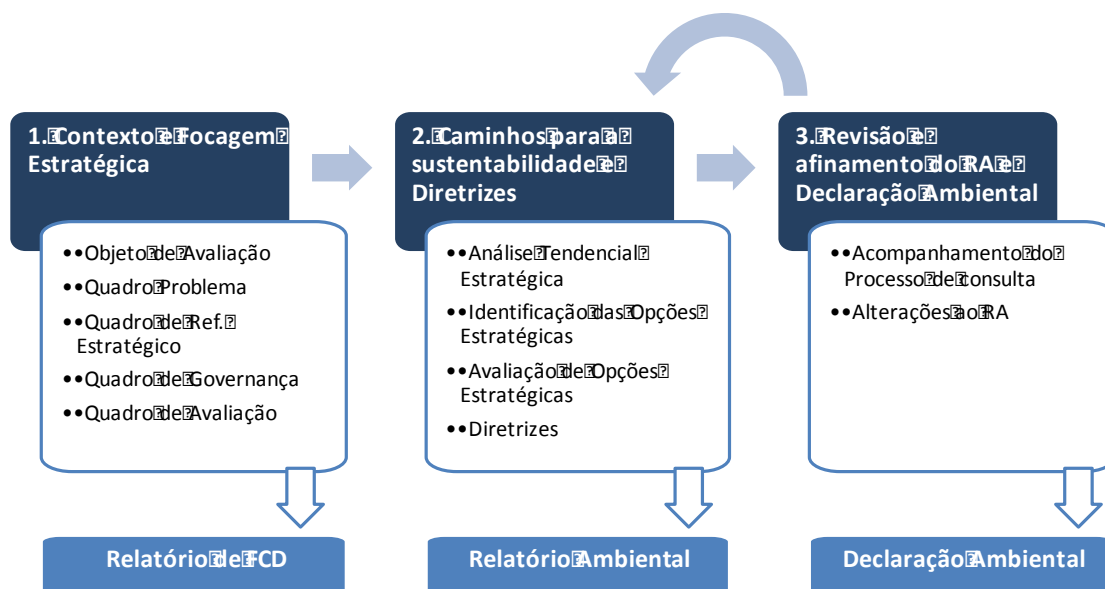 1. Contexto e Focagem
Estratégica
•• Objeto de Avaliação
•• Quadro Problema
•• Quadro de Ref.
Estratégico
•• Quadro de Governança
•• Quadro de Avaliação
Relatório de FCD
2. Caminhos para a
sustentabilidade e
Diretrizes
•• Análise Tendencial
Estratégica
•• Identificação das Opções
Estratégicas
•• Avaliação de Opções
Estratégicas
•• Diretrizes
Relatório Ambiental
3. Revisão e
afinamento do RA e
Declaração Ambiental
•• Acompanhamento do
Processo de consulta
•• Alterações ao RA
Declaração Ambiental